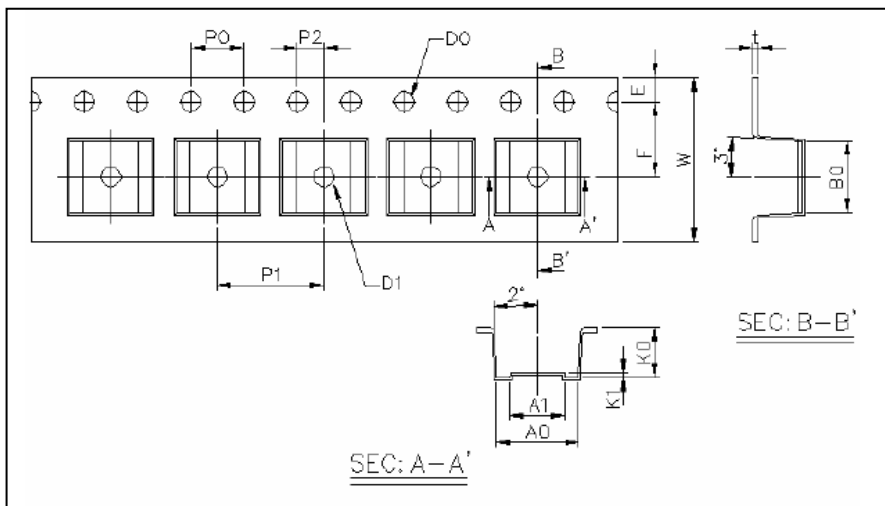 P0
P2
D0
B
t
E
F
W
3°
B0
A
A'
P1
D1
B'
2°
SEC: B-B'
K0
K1
A1
A0
SEC: A-A'